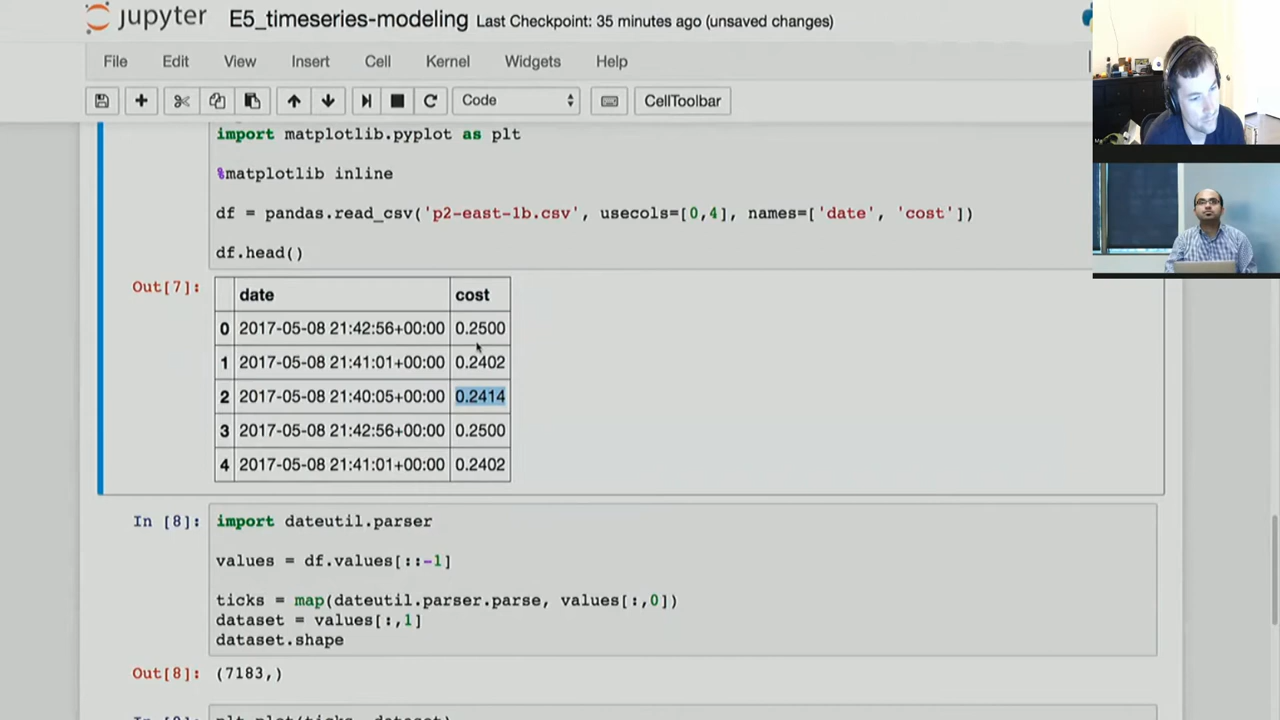 jupyter E5_timeseries-modeling Last Checkpoint: 35 minutes ago (unsaved changes)
File Edit View Insert Cell Kernel Widgets Help
Code CellToolbar
import matplotlib.pyplot as plt
%matplotlib inline
df = pandas.read_csv('p2-east-1b.csv', usecols=[0,4], names=['date', 'cost'])
df.head()
Out[7]:
date cost
0 2017-05-08 21:42:56+00:00 0.2500
1 2017-05-08 21:41:01+00:00 0.2402
2 2017-05-08 21:40:05+00:00 0.2414
3 2017-05-08 21:42:56+00:00 0.2500
4 2017-05-08 21:41:01+00:00 0.2402
In [8]: import dateutil.parser
values = df.values[::-1]
ticks = map(dateutil.parser.parse, values[:,0])
dataset = values[:,1]
dataset.shape
Out[8]: (7183,)
In [9]: plt.plot(ticks, dataset)